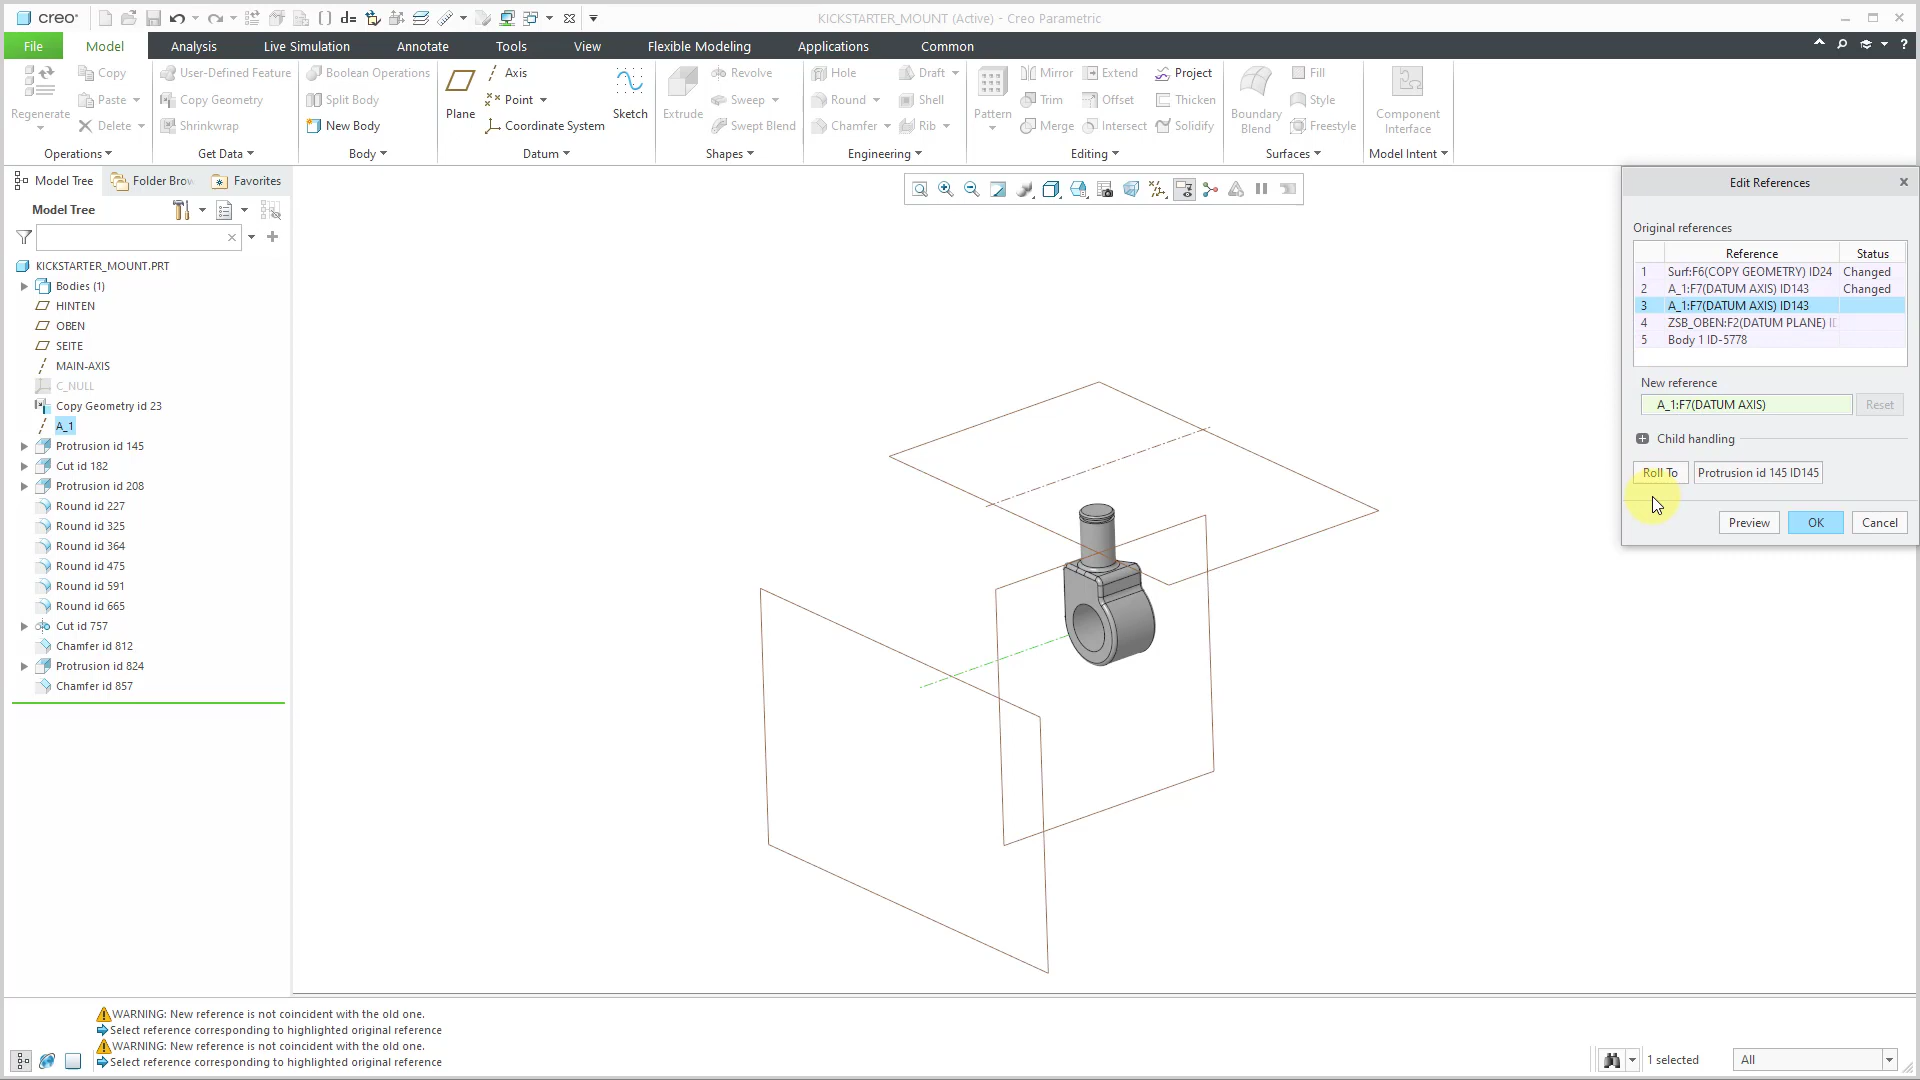 creo· KICKSTARTER_MOUNT (Active) - Creo Parametric
File Model Analysis Live Simulation Annotate Tools View Flexible Modeling Applications Common
Regenerate
Copy
Paste
Delete
Operations
User-Defined Feature
Copy Geometry
Shrinkwrap
Get Data
Boolean Operations
Split Body
New Body
Body
Plane
Axis
Point
Coordinate System
Sketch
Datum
Extrude
Revolve
Sweep
Swept Blend
Shapes
Hole
Round
Chamfer
Draft
Shell
Rib
Engineering
Pattern
Mirror
Trim
Merge
Extend
Offset
Intersect
Project
Thicken
Solidify
Editing
Boundary
Blend
Fill
Style
Freestyle
Surfaces
Component
Interface
Model Intent
Model Tree Folder Brow Favorites
Model Tree
KICKSTARTER_MOUNT.PRT
Bodies (1)
HINTEN
OBEN
SEITE
MAIN-AXIS
C_NULL
Copy Geometry id 23
A_1
Protrusion id 145
Cut id 182
Protrusion id 208
Round id 227
Round id 325
Round id 364
Round id 475
Round id 591
Round id 665
Cut id 757
Chamfer id 812
Protrusion id 824
Chamfer id 857
Edit References
Original references
Reference Status
1 Surf:F6(COPY GEOMETRY) ID24 Changed
2 A_1:F7(DATUM AXIS) ID143 Changed
3 A_1:F7(DATUM AXIS) ID143
4 ZSB_OBEN:F2(DATUM PLANE) ID
5 Body 1 ID-5778
New reference
A_1:F7(DATUM AXIS) Reset
Child handling
Roll To Protrusion id 145 ID145
Preview OK Cancel
WARNING: New reference is not coincident with the old one.
Select reference corresponding to highlighted original reference
WARNING: New reference is not coincident with the old one.
Select reference corresponding to highlighted original reference
1 selected All